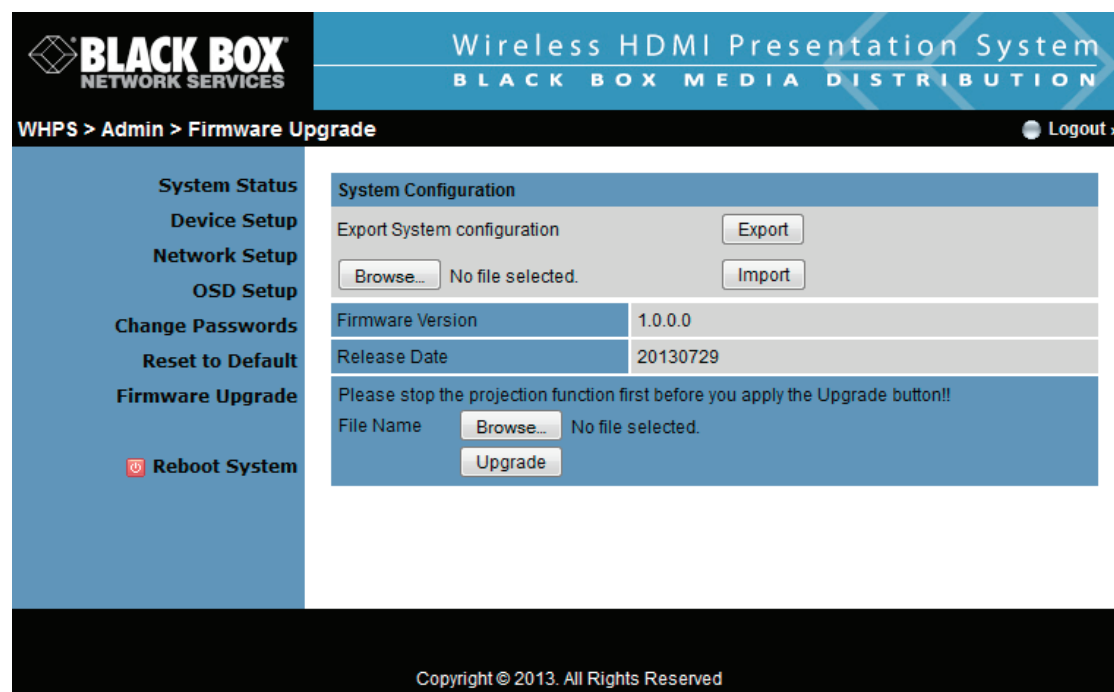 BLACK BOX
NETWORK SERVICES
Wireless HDMI Presentation System
BLACK BOX MEDIA DISTRIBUTION
WHPS > Admin > Firmware Upgrade
Logout »
System Status
Device Setup
Network Setup
OSD Setup
Change Passwords
Reset to Default
Firmware Upgrade
Reboot System
System Configuration
Export System configuration Export
Browse... No file selected. Import
Firmware Version 1.0.0.0
Release Date 20130729
Please stop the projection function first before you apply the Upgrade button!!
File Name Browse... No file selected.
Upgrade
Copyright © 2013. All Rights Reserved